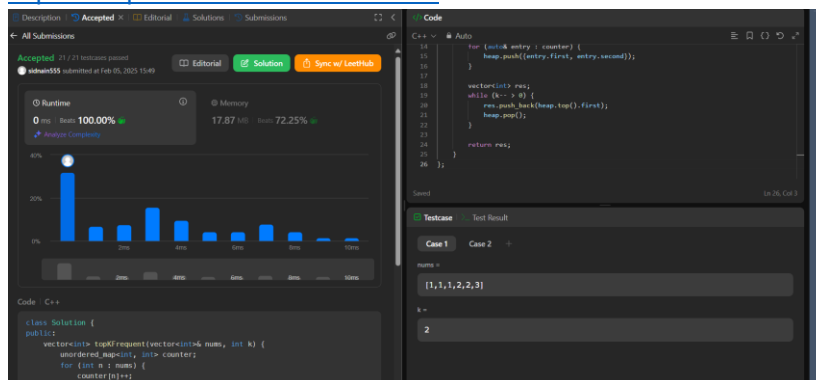 Description | Accepted × | Editorial | Solutions | Submissions
← All Submissions
Accepted 21 / 21 testcases passed
sidnain555 submitted at Feb 05, 2025 15:49
Editorial
Solution
Sync w/ LeetHub
Runtime
0 ms | Beats 100.00%
Analyze Complexity
Memory
17.87 MB | Beats 72.25%
40%
20%
0%
2ms 4ms 6ms 8ms 10ms
2ms 4ms 6ms 8ms 10ms
Code | C++
class Solution {
public:
vector<int> topKFrequent(vector<int>& nums, int k) {
unordered_map<int, int> counter;
for (int n : nums) {
counter[n]++;
</> Code
C++ Auto
14 for (auto& entry : counter) {
15 heap.push({entry.first, entry.second});
16 }
17
18 vector<int> res;
19 while (k-- > 0) {
20 res.push_back(heap.top().first);
21 heap.pop();
22 }
23
24 return res;
25 }
26 };
Saved
Ln 26, Col 3
Testcase | Test Result
Case 1 Case 2 +
nums =
[1,1,1,2,2,3]
k =
2